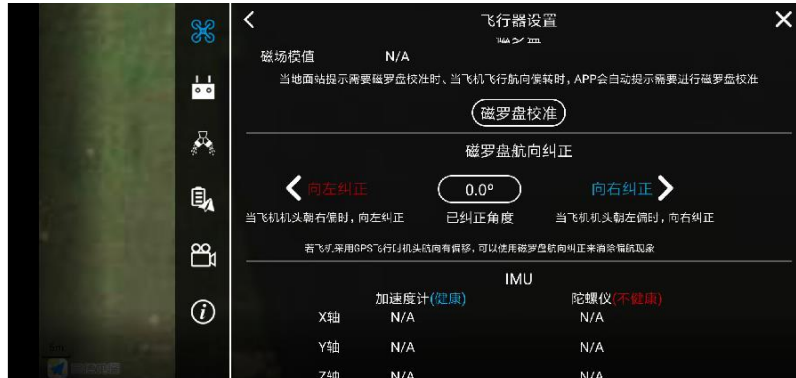 飞行器设置
磁场模值 N/A
当地面站提示需要磁罗盘校准时、当飞机飞行航向偏转时，APP会自动提示需要进行磁罗盘校准
磁罗盘校准
磁罗盘航向纠正
向左纠正 0.0° 向右纠正
当飞机机头朝右偏时，向左纠正 已纠正角度 当飞机机头朝左偏时，向右纠正
若飞机采用GPS飞行时机头航向有偏移，可以使用磁罗盘航向纠正来消除偏航现象
IMU
加速度计(健康) 陀螺仪(不健康)
X轴 N/A N/A
Y轴 N/A N/A
Z轴 N/A N/A